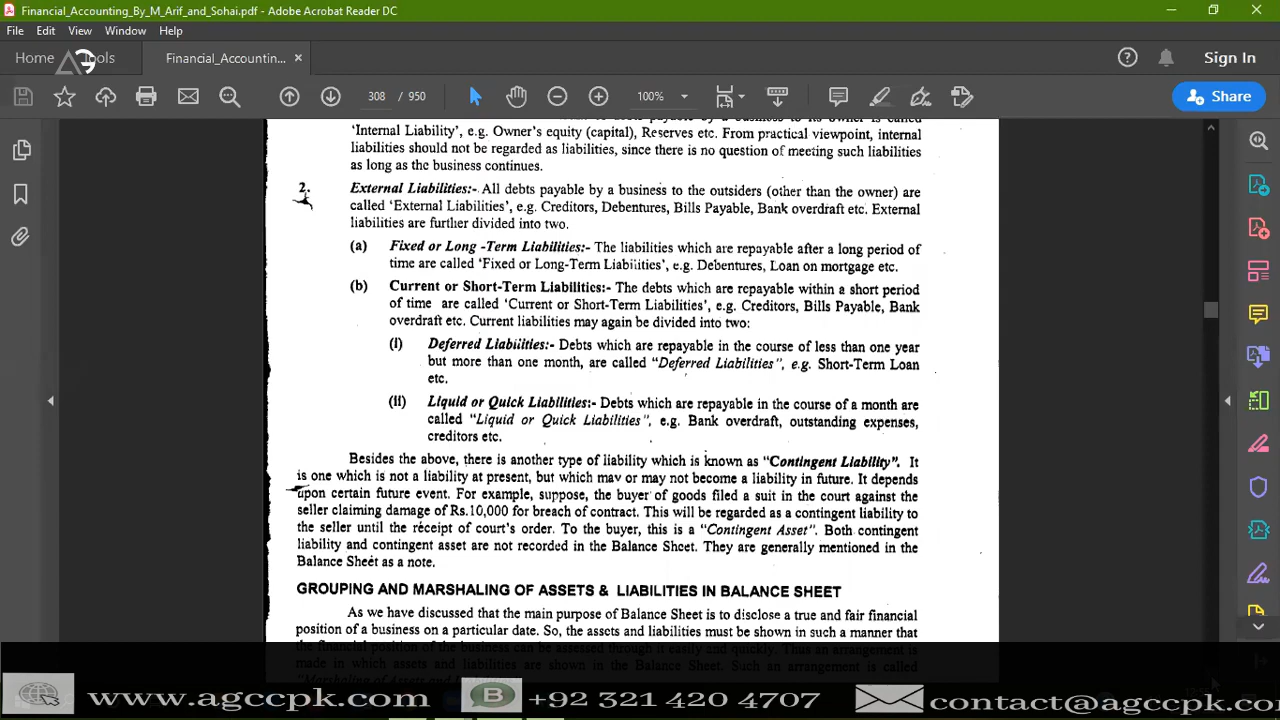 Financial_Accounting_By_M_Arif_and_Sohai.pdf - Adobe Acrobat Reader DC
File Edit View Window Help
Home Tools Financial_Accountin... ×
Sign In
308 / 950 100% Share
'Internal Liability', e.g. Owner's equity (capital), Reserves etc. From practical viewpoint, internal
liabilities should not be regarded as liabilities, since there is no question of meeting such liabilities
as long as the business continues.
2. External Liabilities:- All debts payable by a business to the outsiders (other than the owner) are
called 'External Liabilities', e.g. Creditors, Debentures, Bills Payable, Bank overdraft etc. External
liabilities are further divided into two.
(a) Fixed or Long -Term Liabilities:- The liabilities which are repayable after a long period of
time are called 'Fixed or Long-Term Liabilities', e.g. Debentures, Loan on mortgage etc.
(b) Current or Short-Term Liabilities:- The debts which are repayable within a short period
of time are called 'Current or Short-Term Liabilities', e.g. Creditors, Bills Payable, Bank
overdraft etc. Current liabilities may again be divided into two:
(i) Deferred Liabilities:- Debts which are repayable in the course of less than one year
but more than one month, are called "Deferred Liabilities", e.g. Short-Term Loan
etc.
(ii) Liquid or Quick Liabilities:- Debts which are repayable in the course of a month are
called "Liquid or Quick Liabilities", e.g. Bank overdraft, outstanding expenses,
creditors etc.
Besides the above, there is another type of liability which is known as "Contingent Liability". It
is one which is not a liability at present, but which may or may not become a liability in future. It depends
upon certain future event. For example, suppose, the buyer of goods filed a suit in the court against the
seller claiming damage of Rs.10,000 for breach of contract. This will be regarded as a contingent liability to
the seller until the receipt of court's order. To the buyer, this is a "Contingent Asset". Both contingent
liability and contingent asset are not recorded in the Balance Sheet. They are generally mentioned in the
Balance Sheet as a note.
GROUPING AND MARSHALING OF ASSETS & LIABILITIES IN BALANCE SHEET
As we have discussed that the main purpose of Balance Sheet is to disclose a true and fair financial
position of a business on a particular date. So, the assets and liabilities must be shown in such a manner that
the financial position of the business can be assessed through it easily and quickly. Thus an arrangement is
made in which assets and liabilities are shown in the Balance Sheet. Such an arrangement is called
www.agccpk.com +92 321 420 4707 contact@agccpk.co